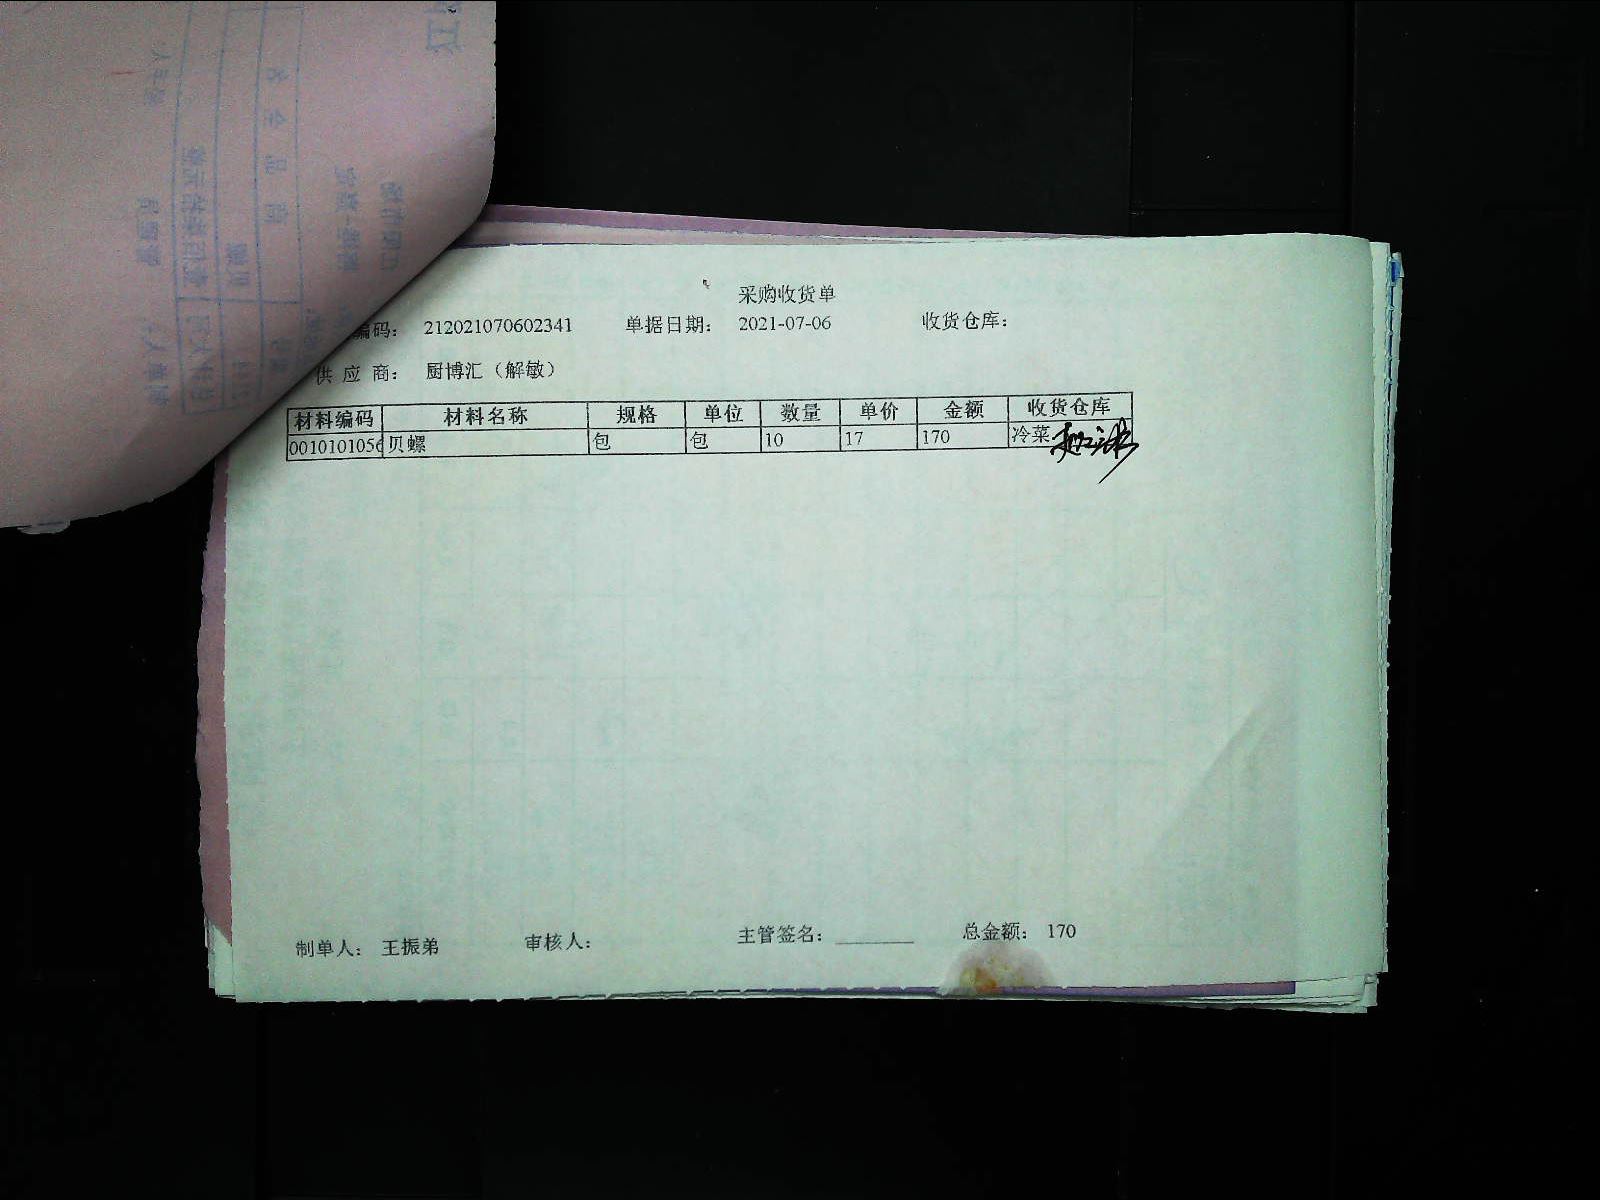 采购收货单
编码： 212021070602341 单据日期： 2021-07-06 收货仓库：
供 应 商： 厨博汇（解敏）
材料编码 材料名称 规格 单位 数量 单价 金额 收货仓库
0010101056 贝螺 包 包 10 17 170 冷菜
制单人： 王振弟 审核人： 主管签名： 总金额： 170